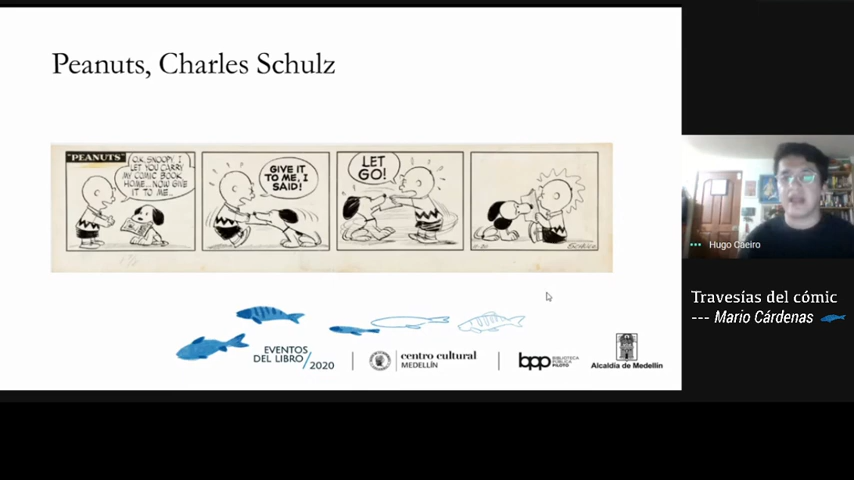 Peanuts, Charles Schulz
"PEANUTS"
O.K. SNOOPY, I
LET YOU CARRY
MY COMIC BOOK
HOME... NOW GIVE
IT TO ME...
GIVE IT
TO ME, I
SAID!
LET
GO!
Hugo Caeiro
Travesías del cómic
--- Mario Cárdenas
EVENTOS
DEL LIBRO/2020
centro cultural
MEDELLÍN
bpp
BIBLIOTECA
PÚBLICA
PILOTO
Alcaldía de Medellín